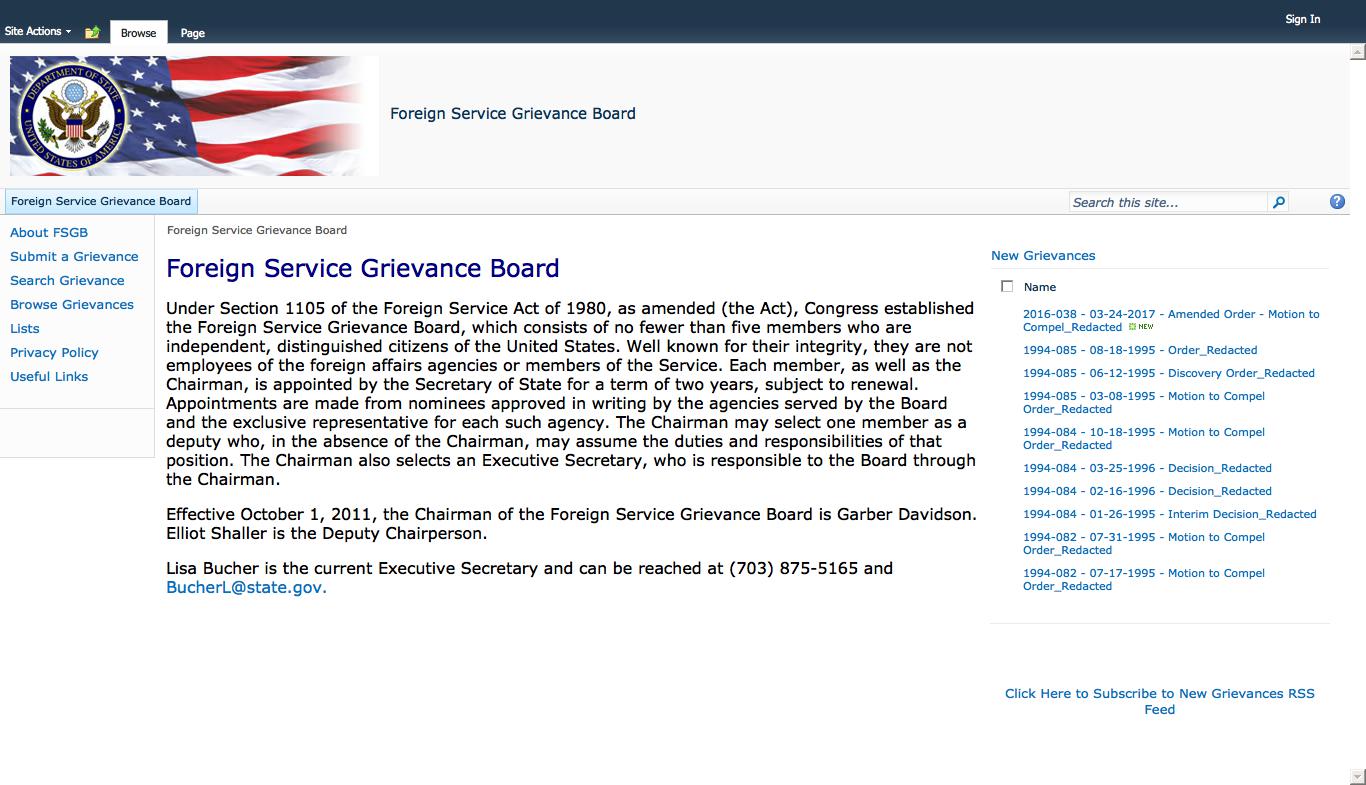 Sign In
Site Actions
Browse
Page
DEPARTMENT OF STATE
UNITED STATES OF AMERICA
Foreign Service Grievance Board
Foreign Service Grievance Board
Search this site...
?
About FSGB
Submit a Grievance
Search Grievance
Browse Grievances
Lists
Privacy Policy
Useful Links
Foreign Service Grievance Board
Foreign Service Grievance Board
Under Section 1105 of the Foreign Service Act of 1980, as amended (the Act), Congress established
the Foreign Service Grievance Board, which consists of no fewer than five members who are
independent, distinguished citizens of the United States. Well known for their integrity, they are not
employees of the foreign affairs agencies or members of the Service. Each member, as well as the
Chairman, is appointed by the Secretary of State for a term of two years, subject to renewal.
Appointments are made from nominees approved in writing by the agencies served by the Board
and the exclusive representative for each such agency. The Chairman may select one member as a
deputy who, in the absence of the Chairman, may assume the duties and responsibilities of that
position. The Chairman also selects an Executive Secretary, who is responsible to the Board through
the Chairman.
Effective October 1, 2011, the Chairman of the Foreign Service Grievance Board is Garber Davidson.
Elliot Shaller is the Deputy Chairperson.
Lisa Bucher is the current Executive Secretary and can be reached at (703) 875-5165 and
BucherL@state.gov.
New Grievances
Name
2016-038 - 03-24-2017 - Amended Order - Motion to
Compel_Redacted NEW
1994-085 - 08-18-1995 - Order_Redacted
1994-085 - 06-12-1995 - Discovery Order_Redacted
1994-085 - 03-08-1995 - Motion to Compel
Order_Redacted
1994-084 - 10-18-1995 - Motion to Compel
Order_Redacted
1994-084 - 03-25-1996 - Decision_Redacted
1994-084 - 02-16-1996 - Decision_Redacted
1994-084 - 01-26-1995 - Interim Decision_Redacted
1994-082 - 07-31-1995 - Motion to Compel
Order_Redacted
1994-082 - 07-17-1995 - Motion to Compel
Order_Redacted
Click Here to Subscribe to New Grievances RSS
Feed